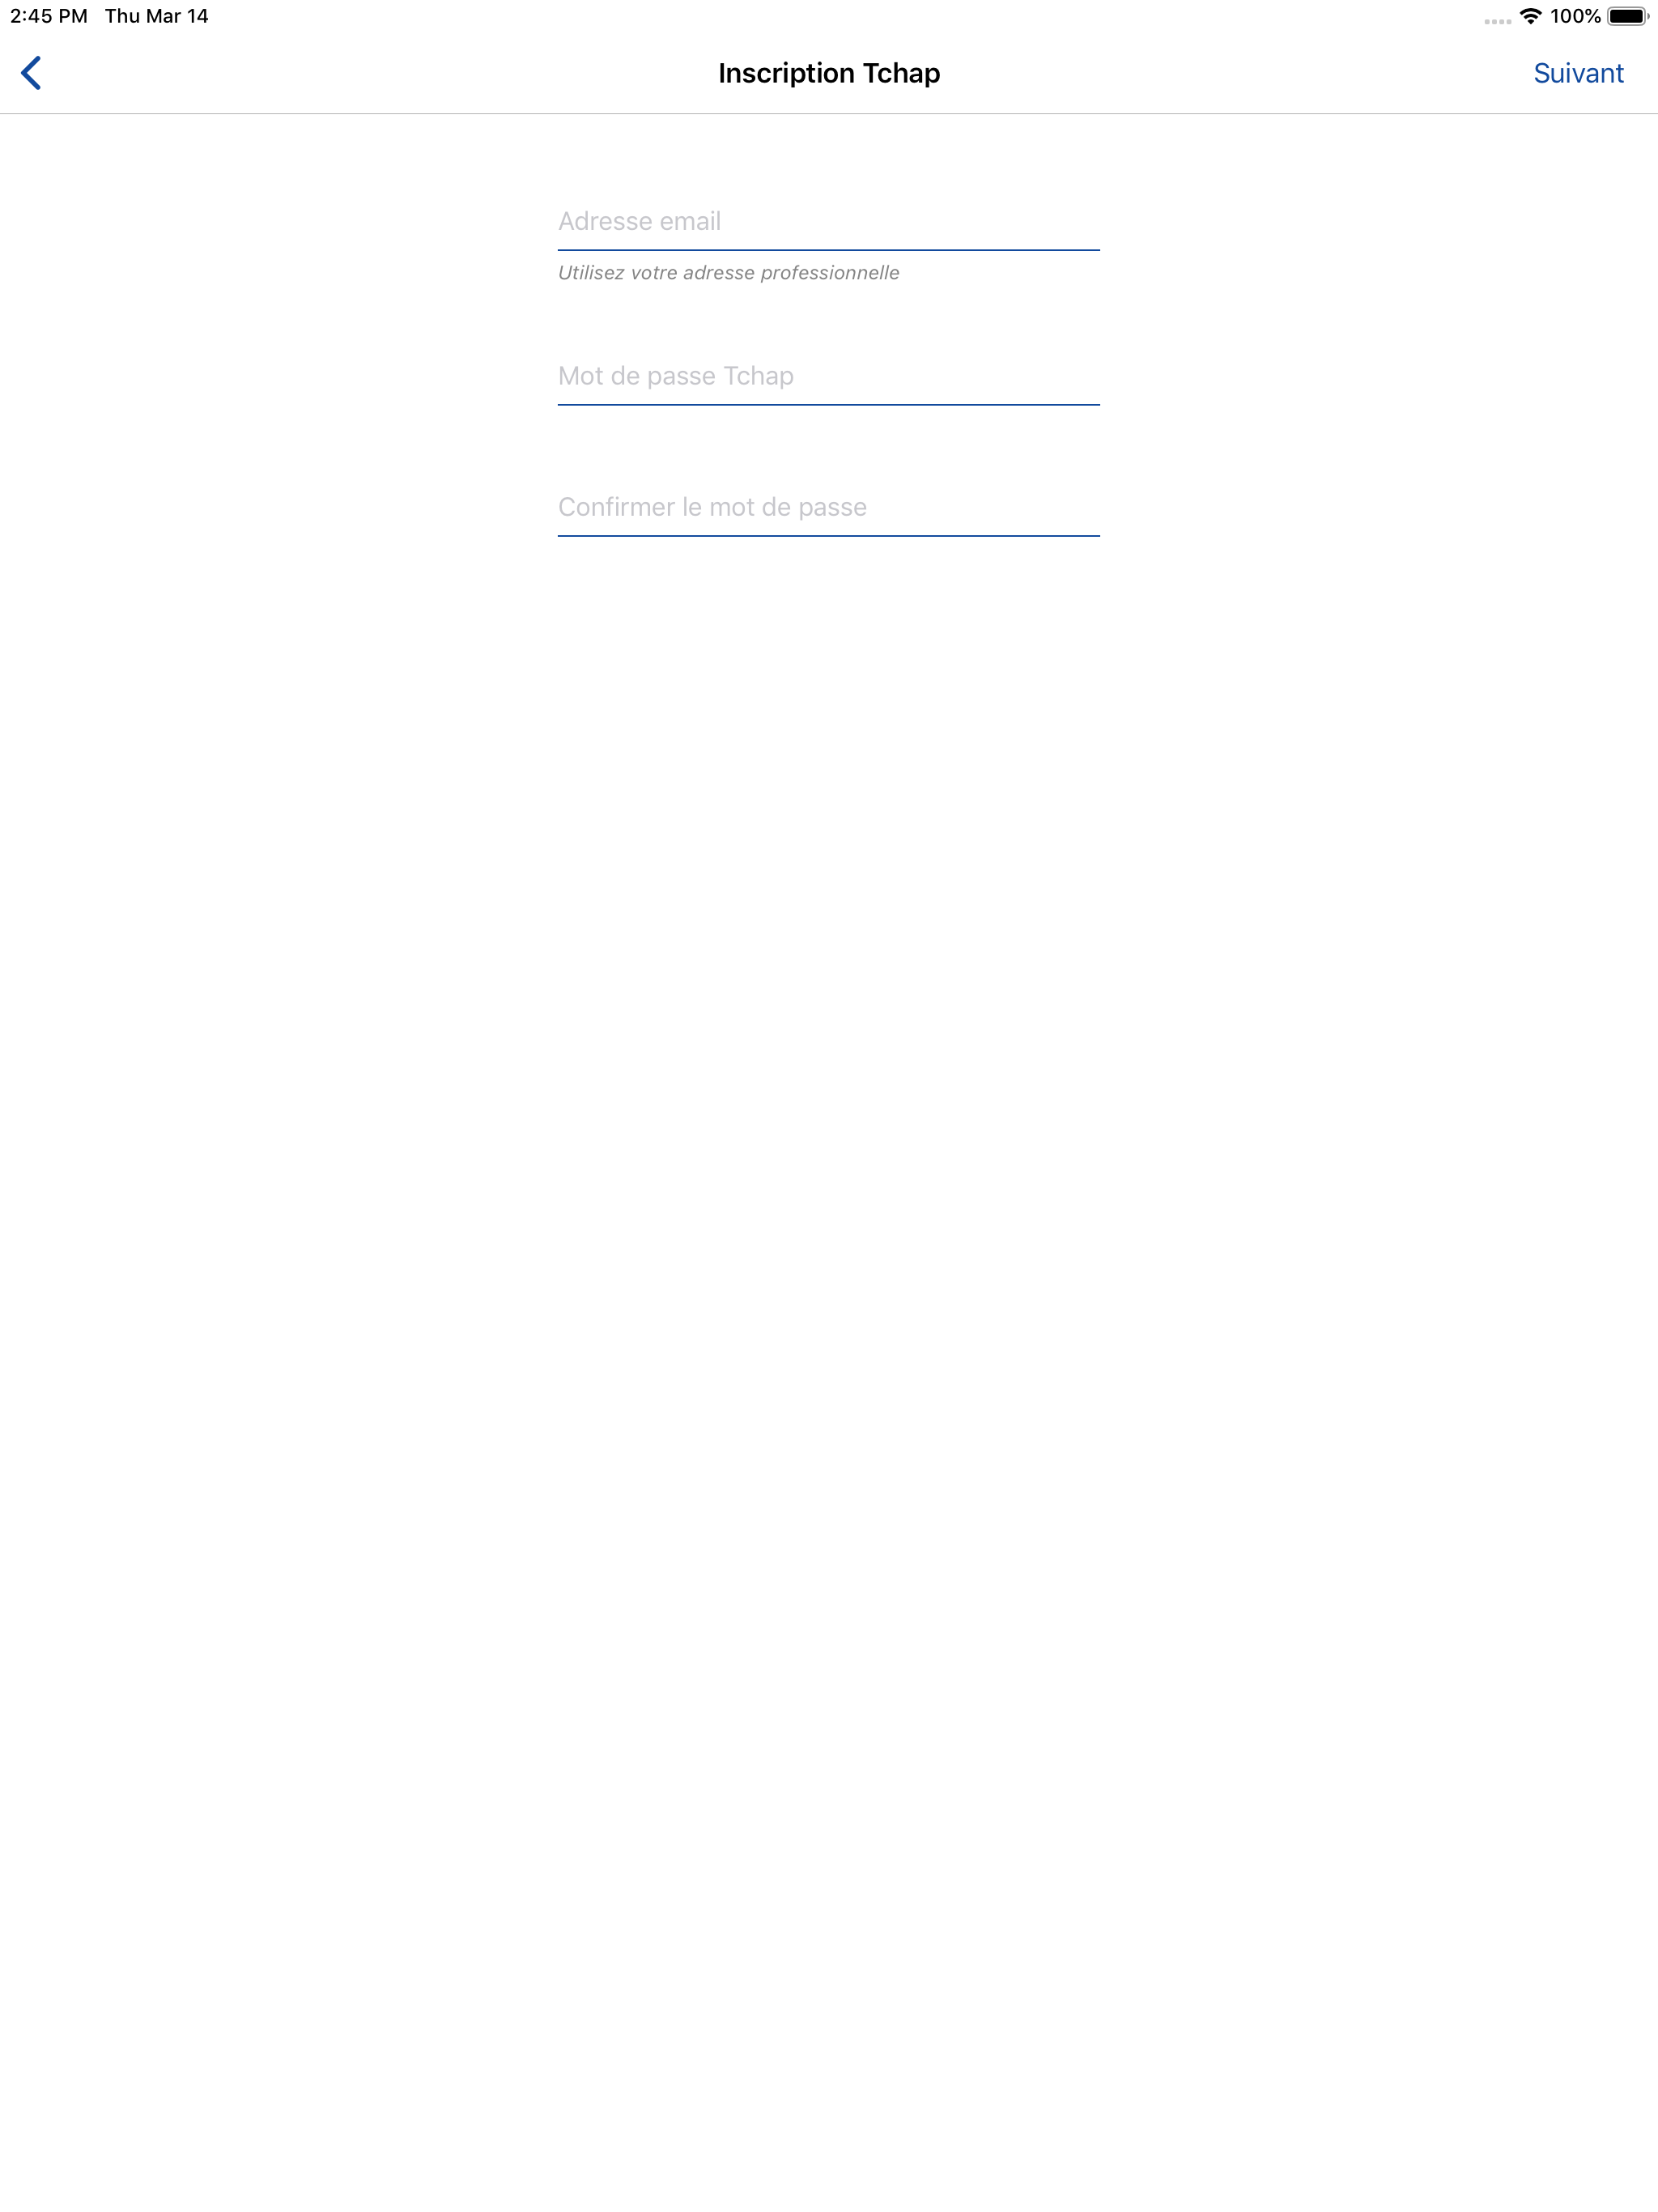 2:45 PM Thu Mar 14 100%
Inscription Tchap Suivant
Adresse email
Utilisez votre adresse professionnelle
Mot de passe Tchap
Confirmer le mot de passe